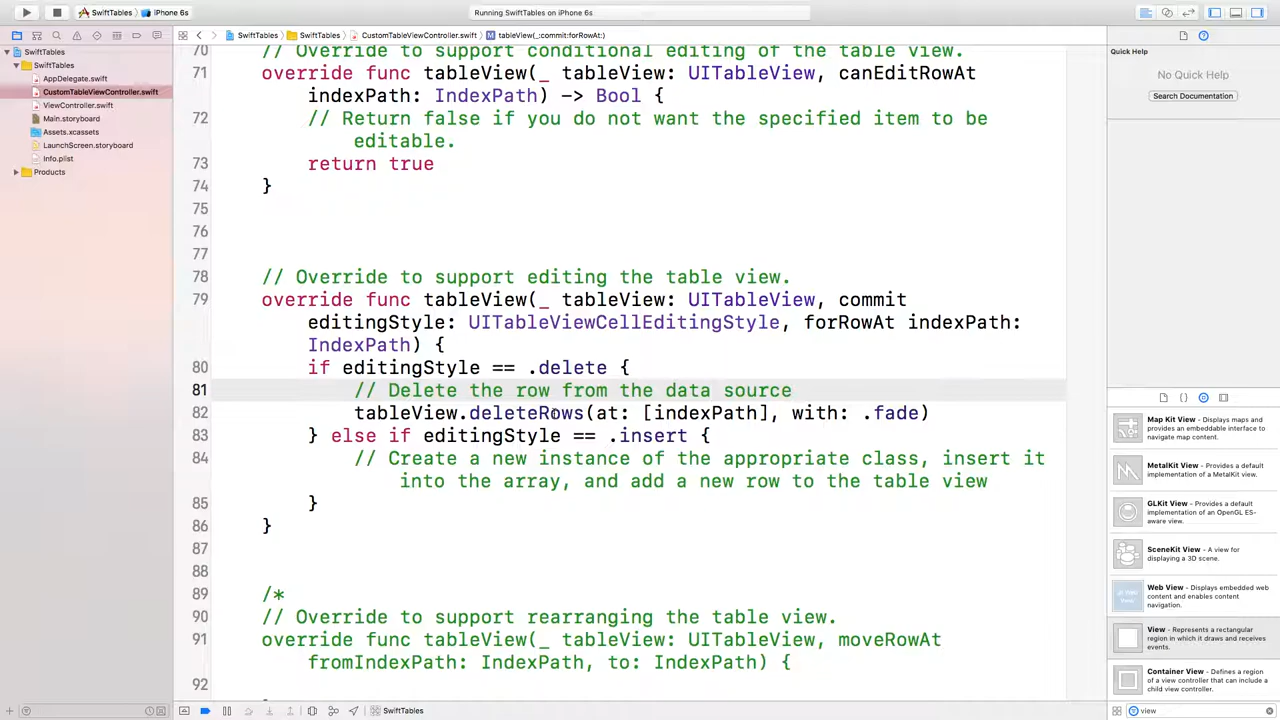 SwiftTables
iPhone 6s
Running SwiftTables on iPhone 6s
SwiftTables
SwiftTables
CustomTableViewController.swift
tableView(_:commit:forRowAt:)
SwiftTables
SwiftTables
AppDelegate.swift
CustomTableViewController.swift
ViewController.swift
Main.storyboard
Assets.xcassets
LaunchScreen.storyboard
Info.plist
Products
70 // Override to support conditional editing of the table view.
71 override func tableView(_ tableView: UITableView, canEditRowAt
indexPath: IndexPath) -> Bool {
72 // Return false if you do not want the specified item to be
editable.
73 return true
74 }
75
76
77
78 // Override to support editing the table view.
79 override func tableView(_ tableView: UITableView, commit
editingStyle: UITableViewCellEditingStyle, forRowAt indexPath:
IndexPath) {
80 if editingStyle == .delete {
81 // Delete the row from the data source
82 tableView.deleteRows(at: [indexPath], with: .fade)
83 } else if editingStyle == .insert {
84 // Create a new instance of the appropriate class, insert it
into the array, and add a new row to the table view
85 }
86 }
87
88
89 /*
90 // Override to support rearranging the table view.
91 override func tableView(_ tableView: UITableView, moveRowAt
fromIndexPath: IndexPath, to: IndexPath) {
92
SwiftTables
Quick Help
No Quick Help
Search Documentation
Map Kit View - Displays maps and
provides an embeddable interface to
navigate map content.
MetalKit View - Provides a default
implementation of a MetalKit view.
GLKit View - Provides a default
implementation of an OpenGL ES-
aware view.
SceneKit View - A view for
displaying a 3D scene.
Web View - Displays embedded web
content and enables content
navigation.
View - Represents a rectangular
region in which it draws and receives
events.
Container View - Defines a region
of a view controller that can include a
child view controller.
view